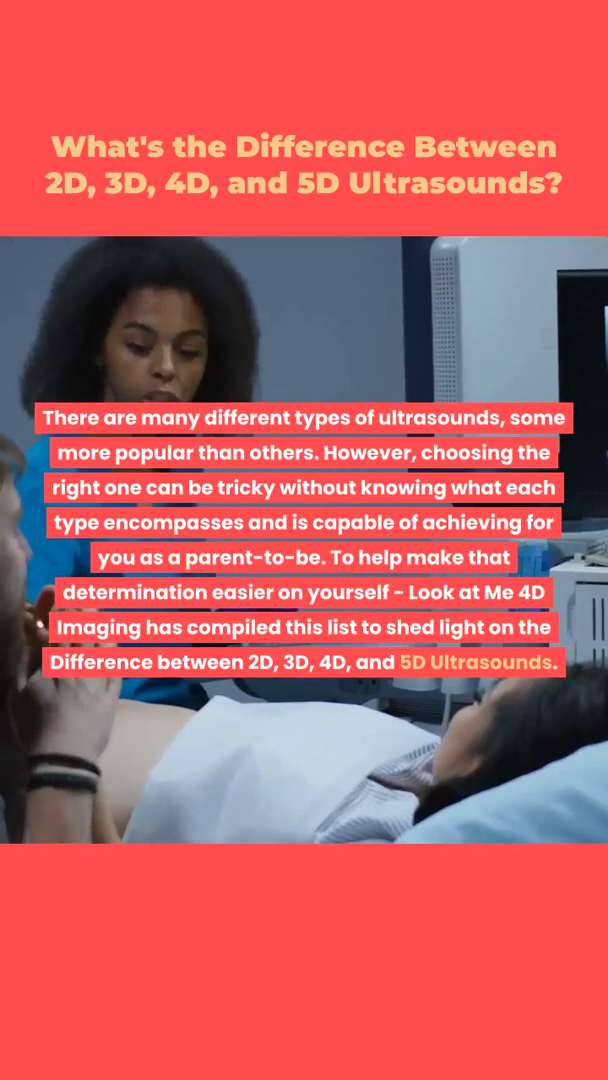 What's the Difference Between
2D, 3D, 4D, and 5D Ultrasounds?
There are many different types of ultrasounds, some
more popular than others. However, choosing the
right one can be tricky without knowing what each
type encompasses and is capable of achieving for
you as a parent-to-be. To help make that
determination easier on yourself - Look at Me 4D
Imaging has compiled this list to shed light on the
Difference between 2D, 3D, 4D, and 5D Ultrasounds.